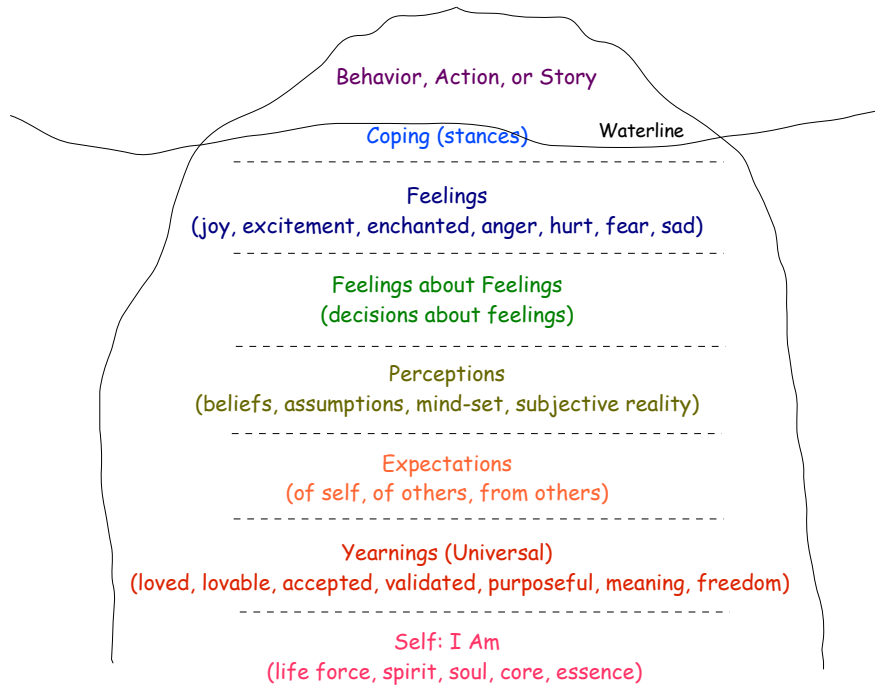 Behavior, Action, or Story
Waterline
Coping (stances)
Feelings
(joy, excitement, enchanted, anger, hurt, fear, sad)
Feelings about Feelings
(decisions about feelings)
Perceptions
(beliefs, assumptions, mind-set, subjective reality)
Expectations
(of self, of others, from others)
Yearnings (Universal)
(loved, lovable, accepted, validated, purposeful, meaning, freedom)
Self: I Am
(life force, spirit, soul, core, essence)